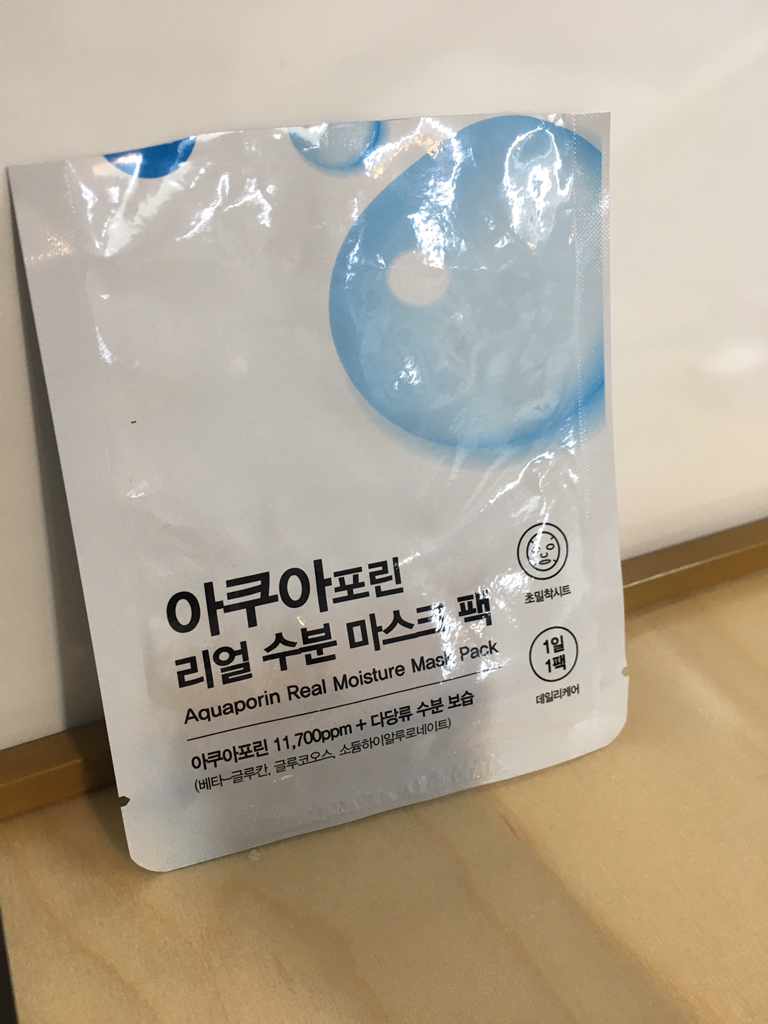 아쿠아포린
리얼 수분 마스크 팩
Aquaporin Real Moisture Mask Pack
아쿠아포린 11,700ppm + 다당류 수분 보습
(베타-글루칸, 글루코오스, 소듐하이알루로네이트)
초밀착시트
1일
1팩
데일리케어